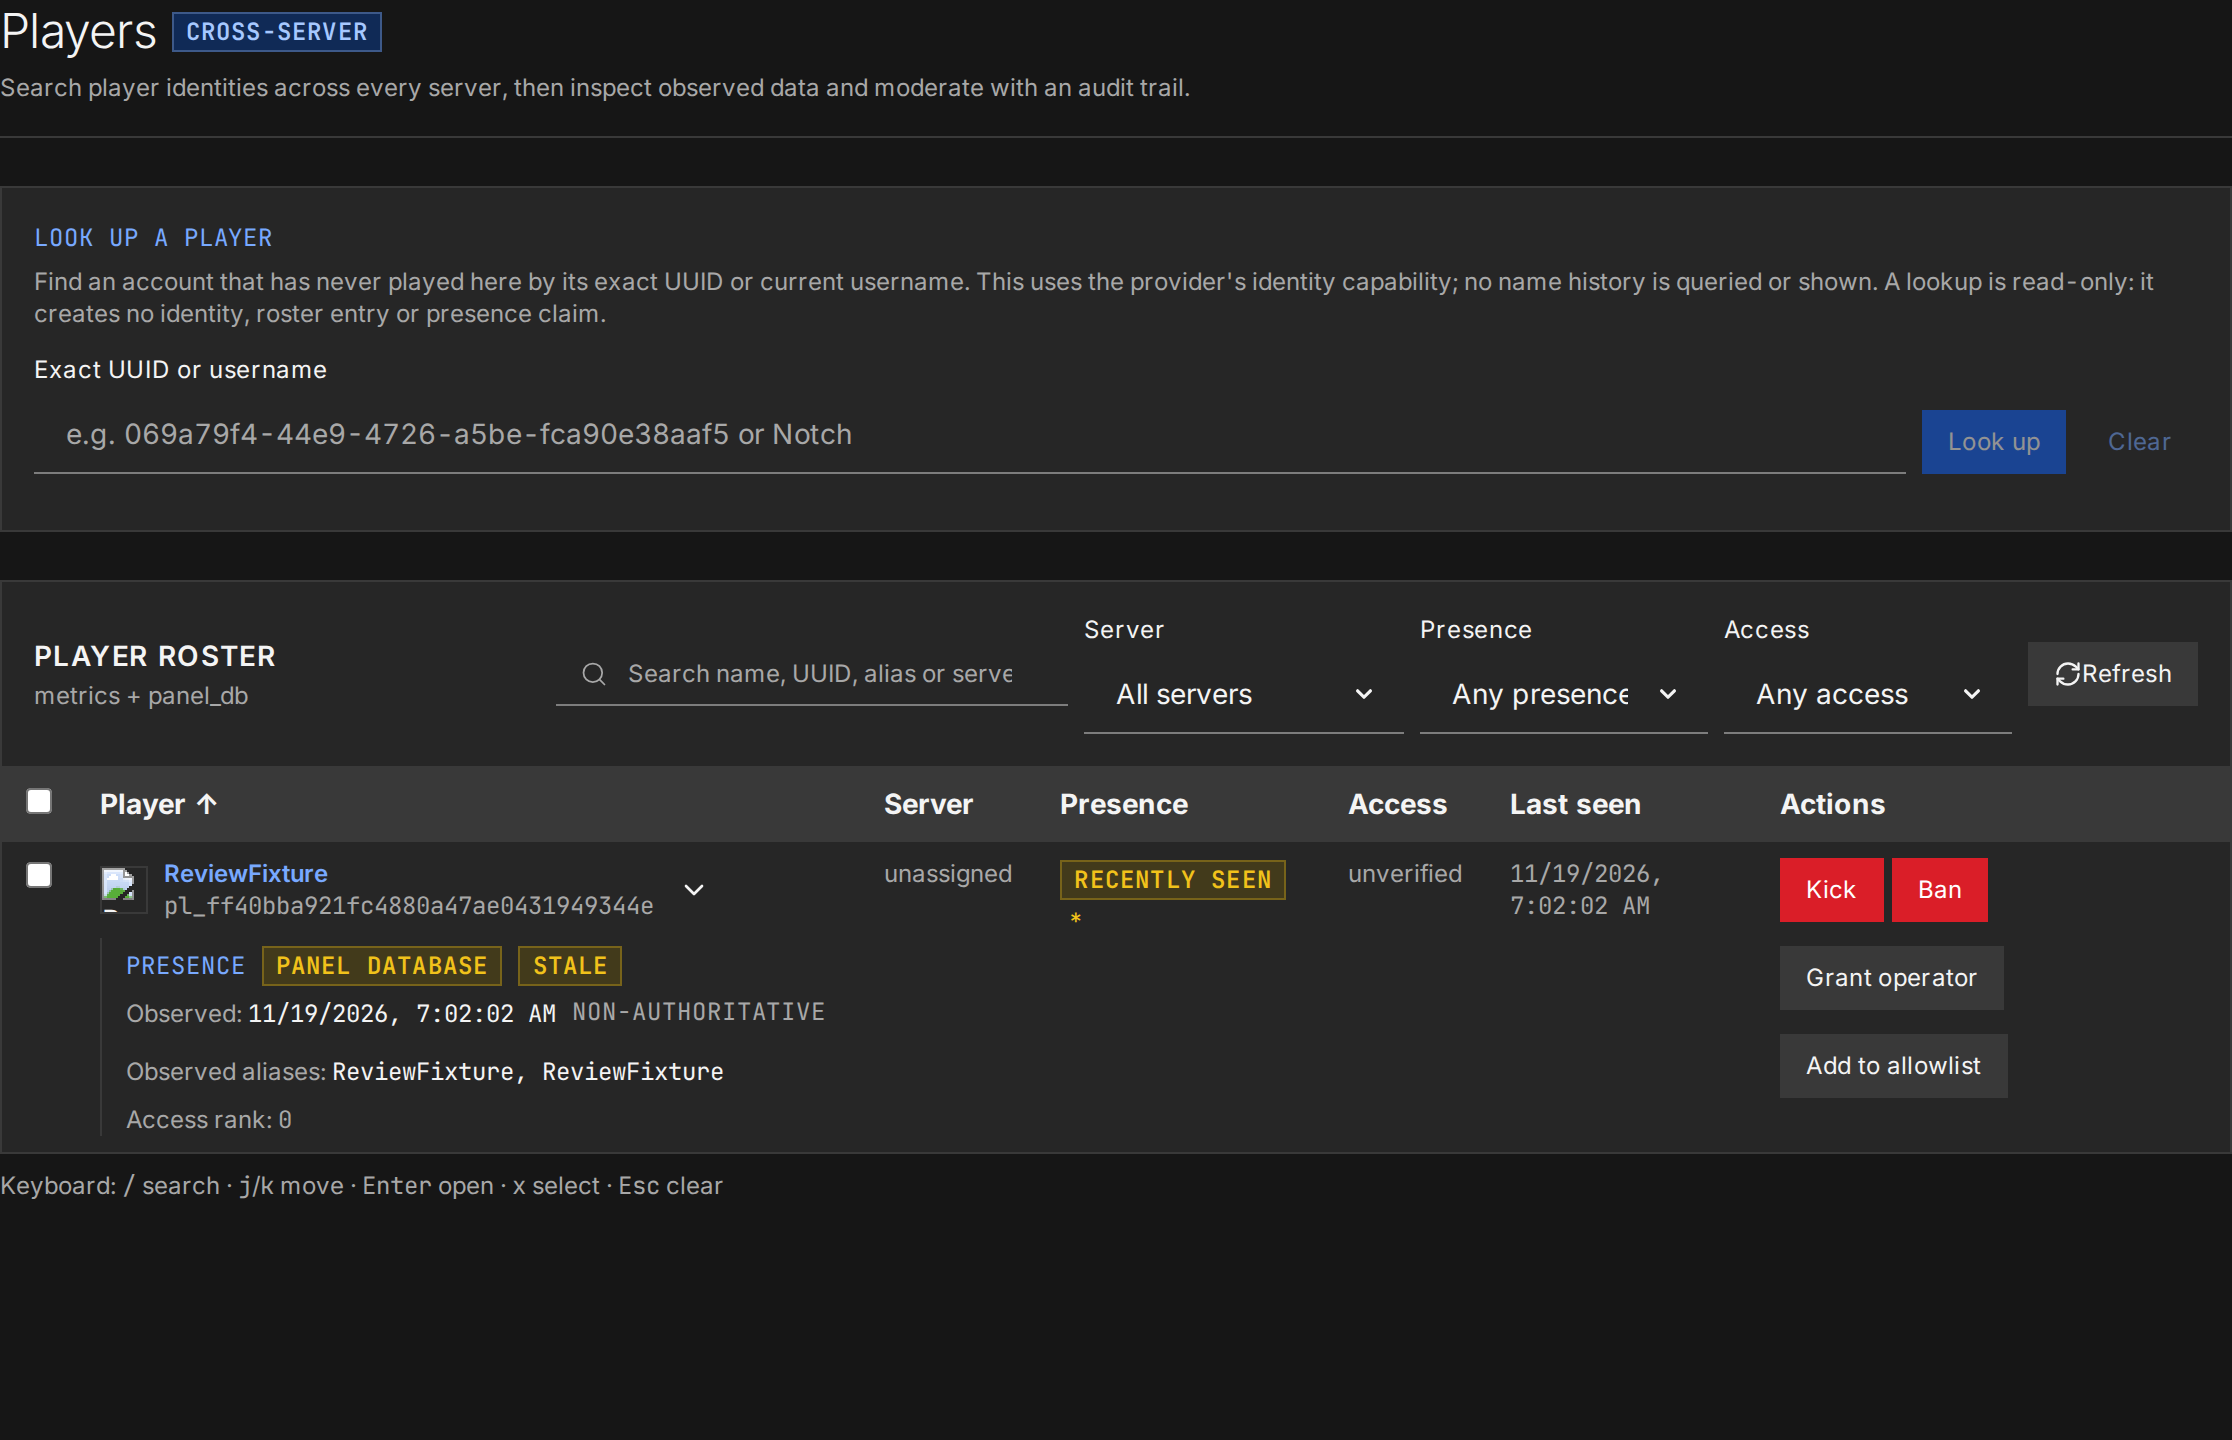 Players CROSS-SERVER
Search player identities across every server, then inspect observed data and moderate with an audit trail.
LOOK UP A PLAYER
Find an account that has never played here by its exact UUID or current username. This uses the provider's identity capability; no name history is queried or shown. A lookup is read-only: it
creates no identity, roster entry or presence claim.
Exact UUID or username
e.g. 069a79f4-44e9-4726-a5be-fca90e38aaf5 or Notch
Look up Clear
PLAYER ROSTER
metrics + panel_db
Search name, UUID, alias or serve
Server
All servers
Presence
Any presence
Access
Any access
Refresh
Player ↑ Server Presence Access Last seen Actions
ReviewFixture
pl_ff40bba921fc4880a47ae0431949344e
unassigned
RECENTLY SEEN
*
unverified
11/19/2026,
7:02:02 AM
Kick Ban
Grant operator
Add to allowlist
PRESENCE PANEL DATABASE STALE
Observed: 11/19/2026, 7:02:02 AM NON-AUTHORITATIVE
Observed aliases: ReviewFixture, ReviewFixture
Access rank: 0
Keyboard: / search · j/k move · Enter open · x select · Esc clear